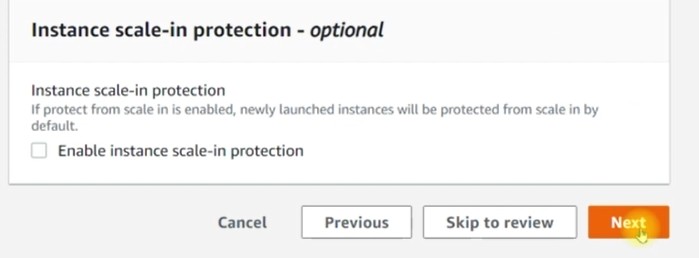 Instance scale-in protection - optional
Instance scale-in protection
If protect from scale in is enabled, newly launched instances will be protected from scale in by
default.
Enable instance scale-in protection
Cancel Previous Skip to review Next